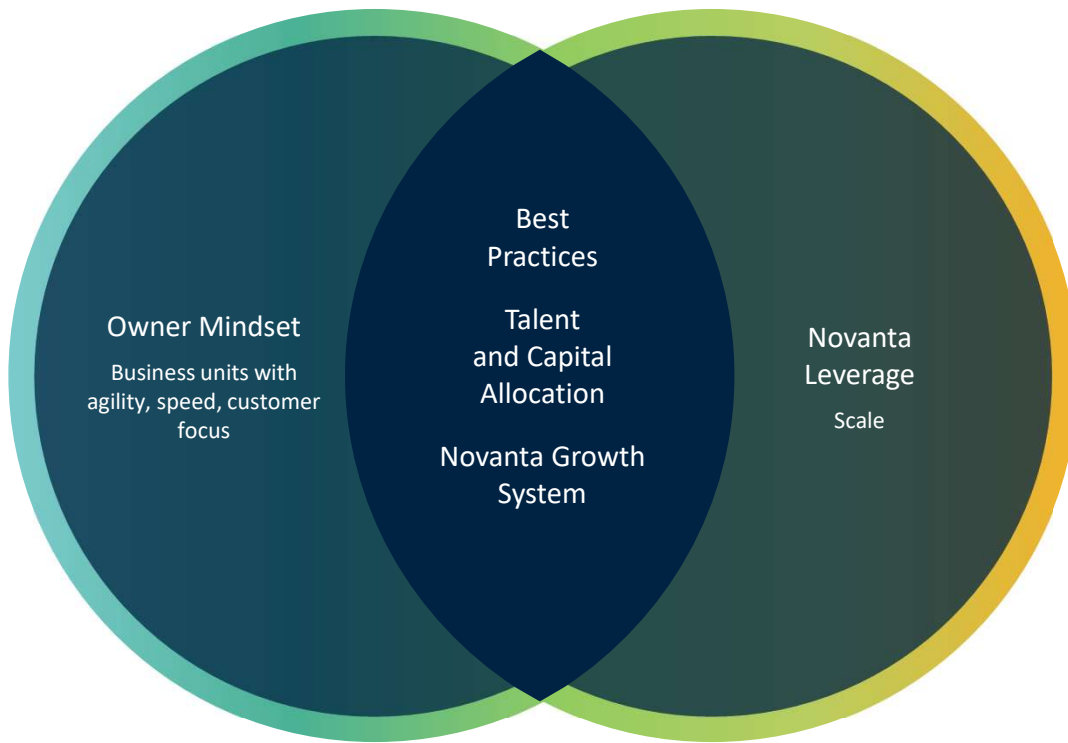 Owner Mindset
Business units with
agility, speed, customer
focus
Best
Practices
Talent
and Capital
Allocation
Novanta Growth
System
Novanta
Leverage
Scale